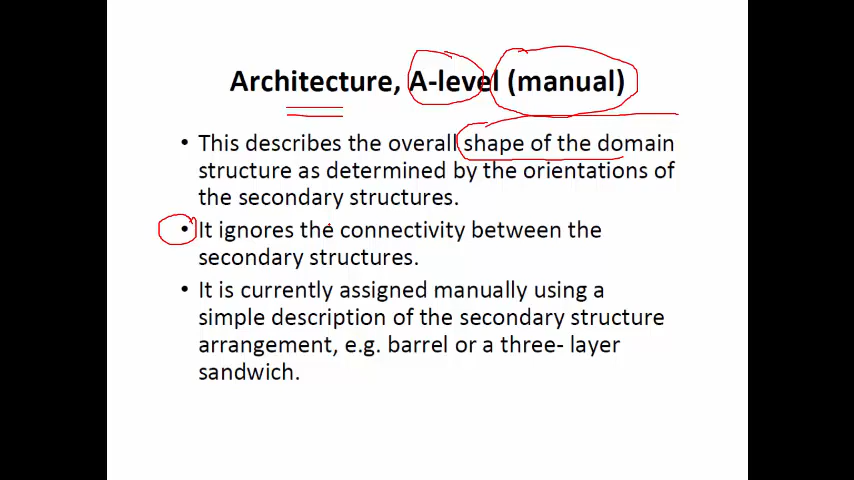 Architecture, A-level (manual)
• This describes the overall shape of the domain
structure as determined by the orientations of
the secondary structures.
• It ignores the connectivity between the
secondary structures.
• It is currently assigned manually using a
simple description of the secondary structure
arrangement, e.g. barrel or a three- layer
sandwich.